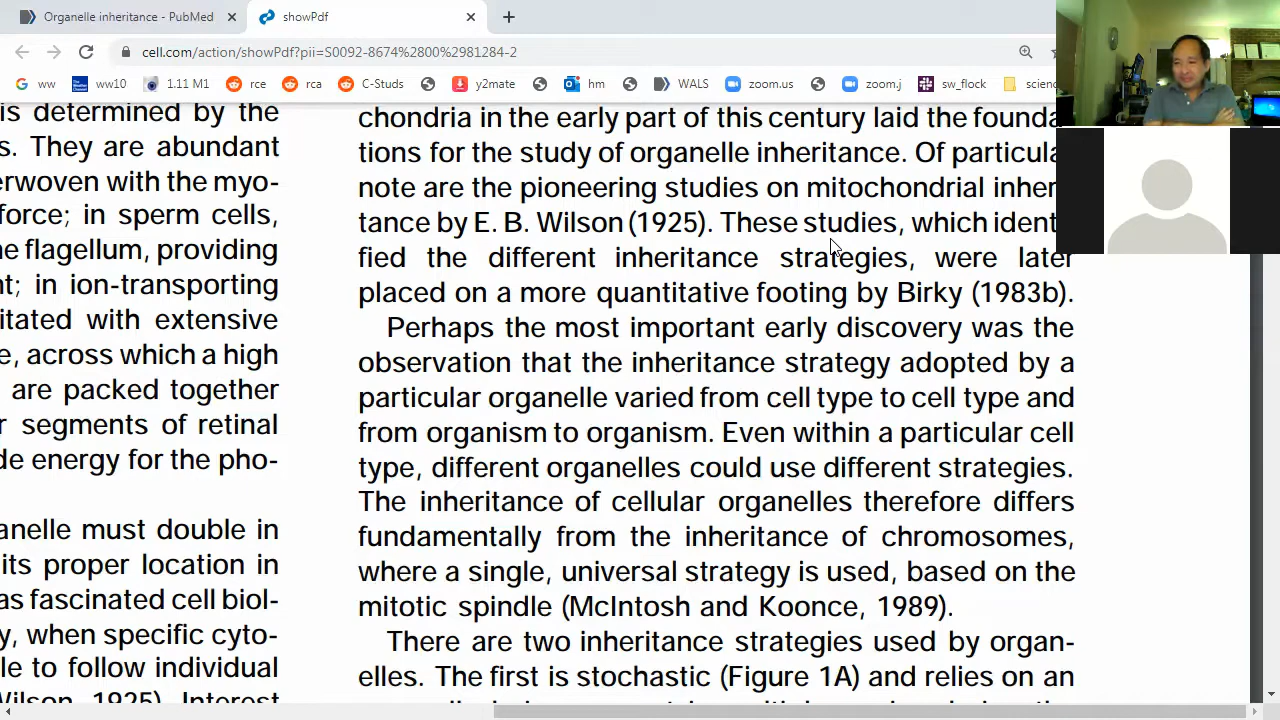 Organelle inheritance - PubMed
showPdf
cell.com/action/showPdf?pii=S0092-8674%2800%2981284-2
ww ww10 1.11 M1 rce rca C-Studs y2mate hm WALS zoom.us zoom.j sw_flock scienc
is determined by the
s. They are abundant
erwoven with the myo-
force; in sperm cells,
ne flagellum, providing
nt; in ion-transporting
itated with extensive
e, across which a high
are packed together
r segments of retinal
de energy for the pho-
anelle must double in
its proper location in
as fascinated cell biol-
y, when specific cyto-
le to follow individual
Wilson, 1925). Interest
chondria in the early part of this century laid the founda
tions for the study of organelle inheritance. Of particula
note are the pioneering studies on mitochondrial inher
tance by E. B. Wilson (1925). These studies, which identi
fied the different inheritance strategies, were later
placed on a more quantitative footing by Birky (1983b).
Perhaps the most important early discovery was the
observation that the inheritance strategy adopted by a
particular organelle varied from cell type to cell type and
from organism to organism. Even within a particular cell
type, different organelles could use different strategies.
The inheritance of cellular organelles therefore differs
fundamentally from the inheritance of chromosomes,
where a single, universal strategy is used, based on the
mitotic spindle (McIntosh and Koonce, 1989).
There are two inheritance strategies used by organ-
elles. The first is stochastic (Figure 1A) and relies on an